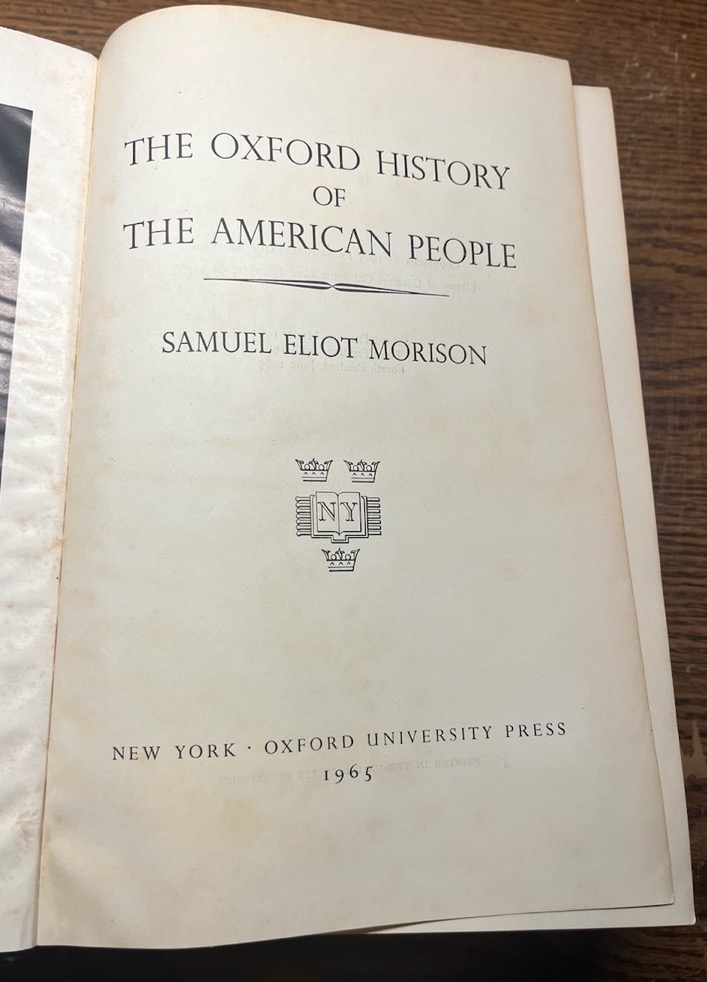 THE OXFORD HISTORY
OF
THE AMERICAN PEOPLE
SAMUEL ELIOT MORISON
NY
NEW YORK · OXFORD UNIVERSITY PRESS
1965